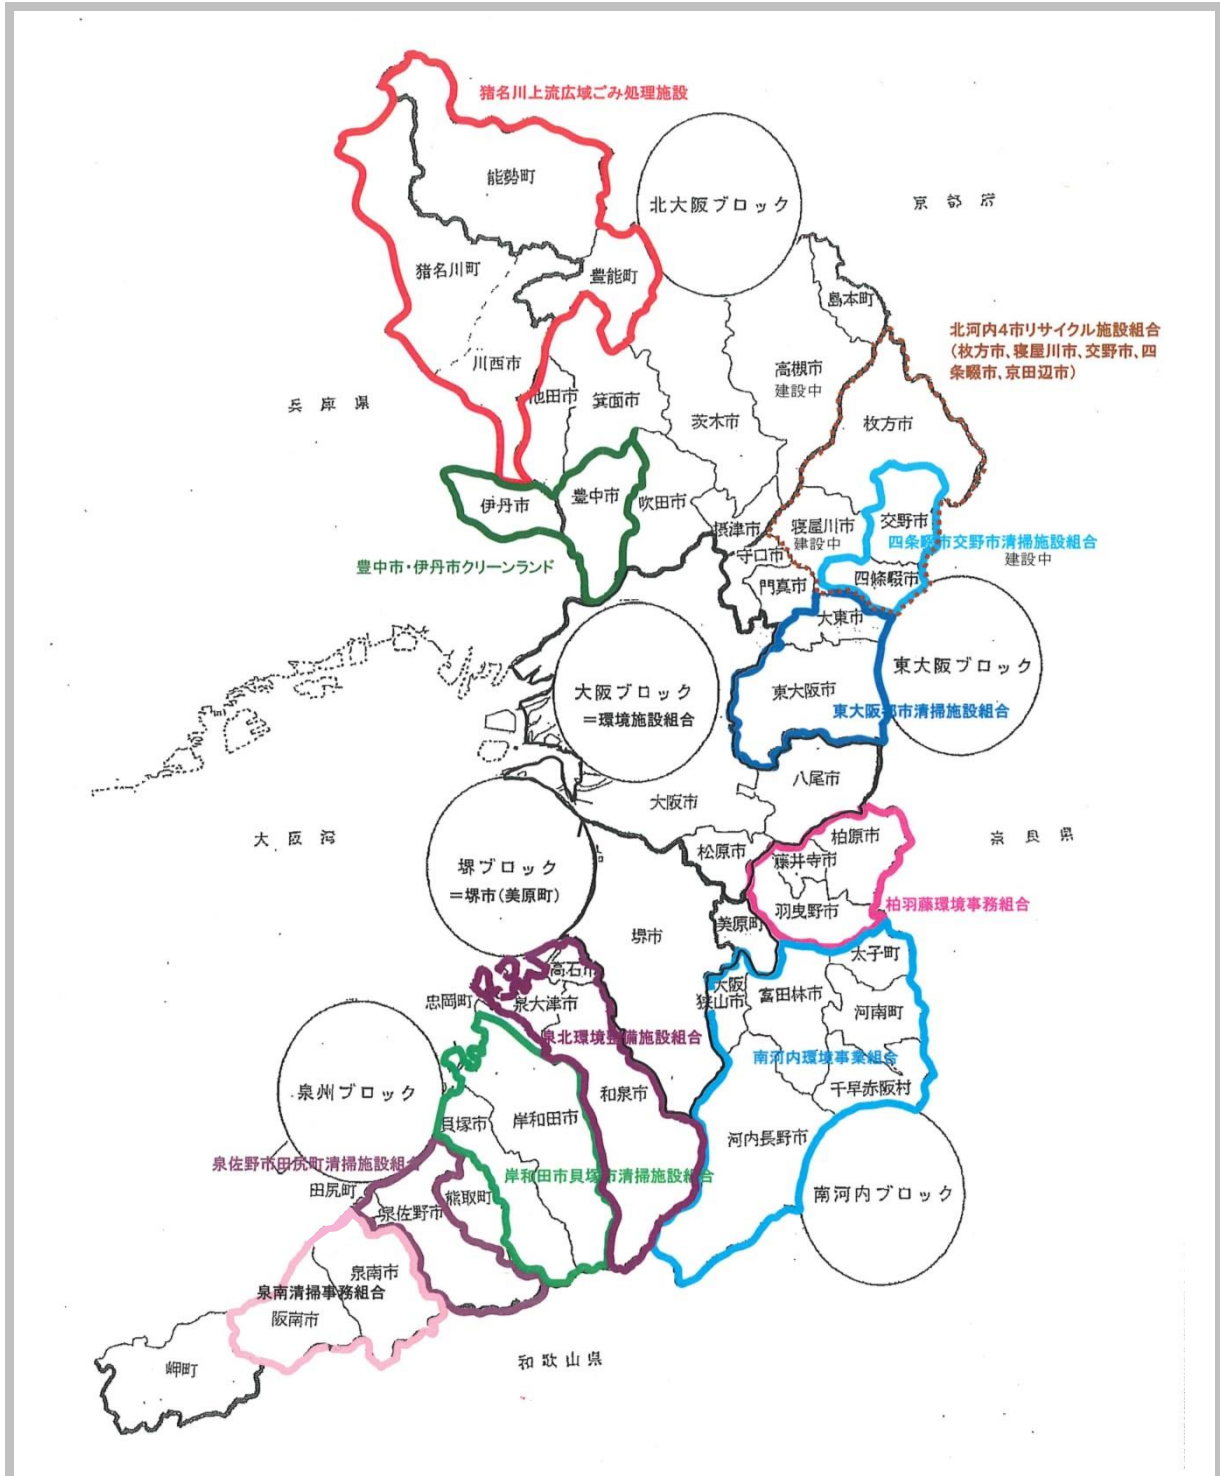 猪名川上流広域ごみ処理施設
能勢町
北大阪ブロック
京都府
猪名川町
豊能町
島本町
北河内4市リサイクル施設組合
(枚方市、寝屋川市、交野市、四
条畷市、京田辺市)
川西市
高槻市
建設中
兵庫県
池田市
箕面市
茨木市
枚方市
伊丹市
豊中市
吹田市
摂津市
寝屋川市
建設中
交野市
四条畷市交野市清掃施設組合
建設中
守口市
豊中市・伊丹市クリーンランド
門真市
四條畷市
大東市
東大阪ブロック
大阪ブロック
=環境施設組合
東大阪市
東大阪都市清掃施設組合
八尾市
大阪市
大阪湾
柏原市
奈良県
松原市
藤井寺市
堺ブロック
=堺市(美原町)
羽曳野市
柏羽藤環境事務組合
美原町
堺市
太子町
高石市
大阪
狭山市
富田林市
忠岡町
泉大津市
河南町
泉北環境整備施設組合
南河内環境事業組合
泉州ブロック
和泉市
千早赤阪村
貝塚市
岸和田市
河内長野市
泉佐野市田尻町清掃施設組合
岸和田市貝塚市清掃施設組合
田尻町
熊取町
南河内ブロック
泉佐野市
泉南市
泉南清掃事務組合
阪南市
岬町
和歌山県